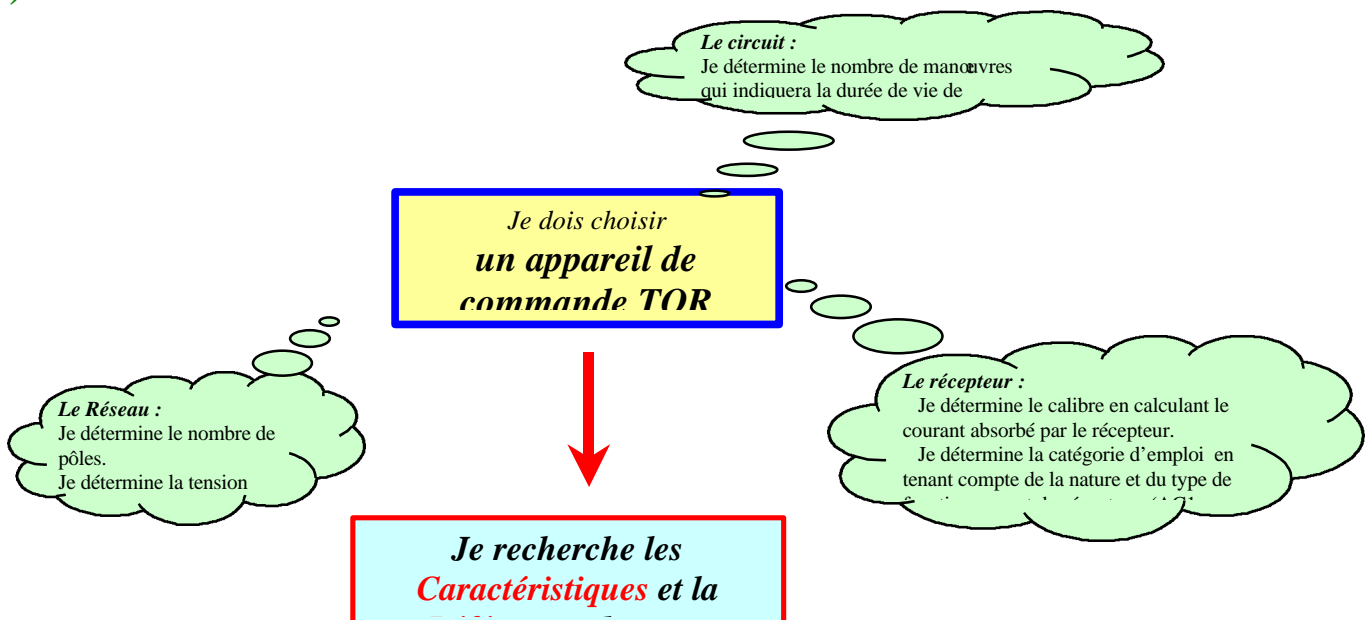 Le circuit :
Je détermine le nombre de manœuvres
qui indiquera la durée de vie de
Je dois choisir
un appareil de
commande TOR
Le Réseau :
Je détermine le nombre de
pôles.
Je détermine la tension
Le récepteur :
Je détermine le calibre en calculant le
courant absorbé par le récepteur.
Je détermine la catégorie d’emploi en
tenant compte de la nature et du type de
Je recherche les
Caractéristiques et la